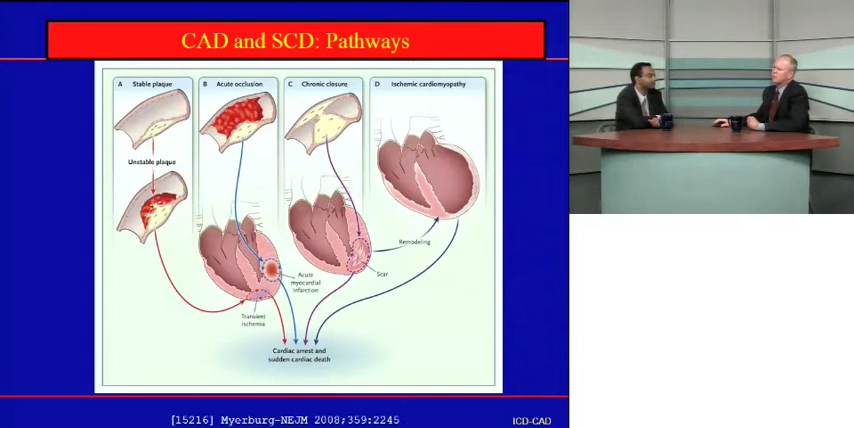 CAD and SCD: Pathways
A Stable plaque
B Acute occlusion
C Chronic closure
D Ischemic cardiomyopathy
Unstable plaque
Remodeling
Scar
Acute
myocardial
infarction
Transient
ischemia
Cardiac arrest and
sudden cardiac death
[15216] Myerburg-NEJM 2008;359:2245
ICD-CAD